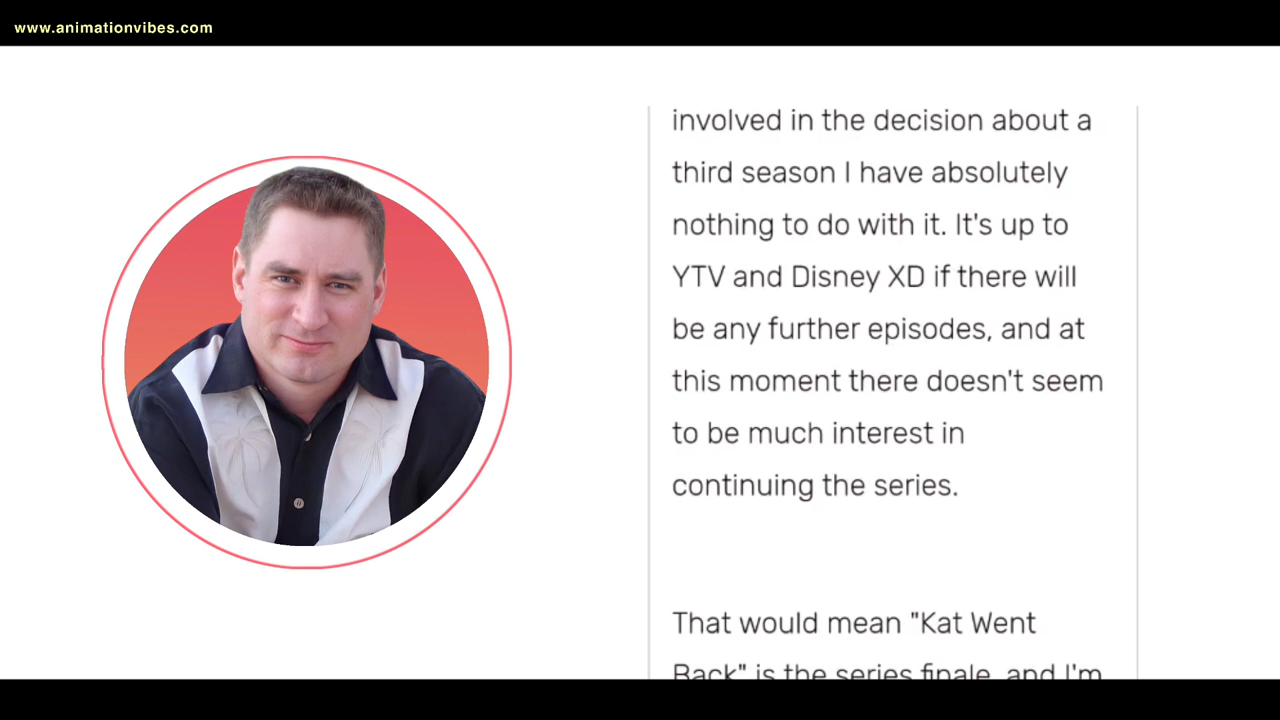 www.animationvibes.com
involved in the decision about a
third season I have absolutely
nothing to do with it. It's up to
YTV and Disney XD if there will
be any further episodes, and at
this moment there doesn't seem
to be much interest in
continuing the series.
That would mean "Kat Went
Back" is the series finale, and I'm